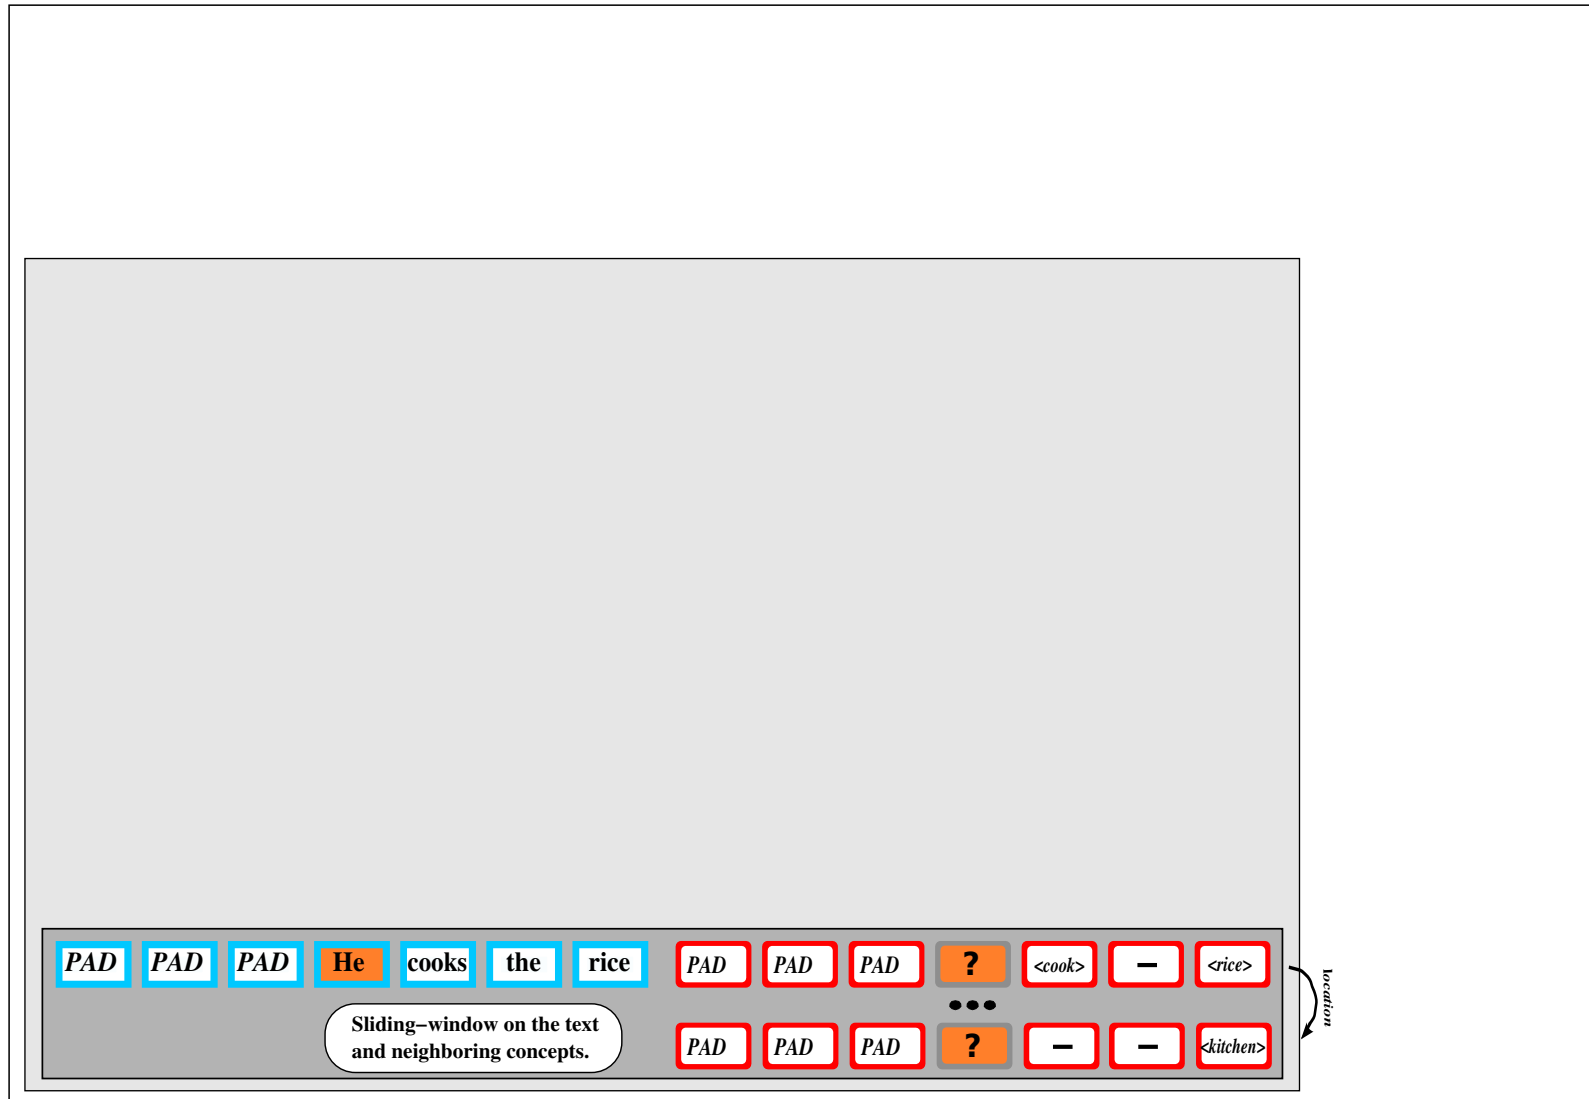 PAD PAD PAD He cooks the rice PAD PAD PAD ? <cook> – <rice>
location
Sliding–window on the text
and neighboring concepts.
PAD PAD PAD ? – – <kitchen>